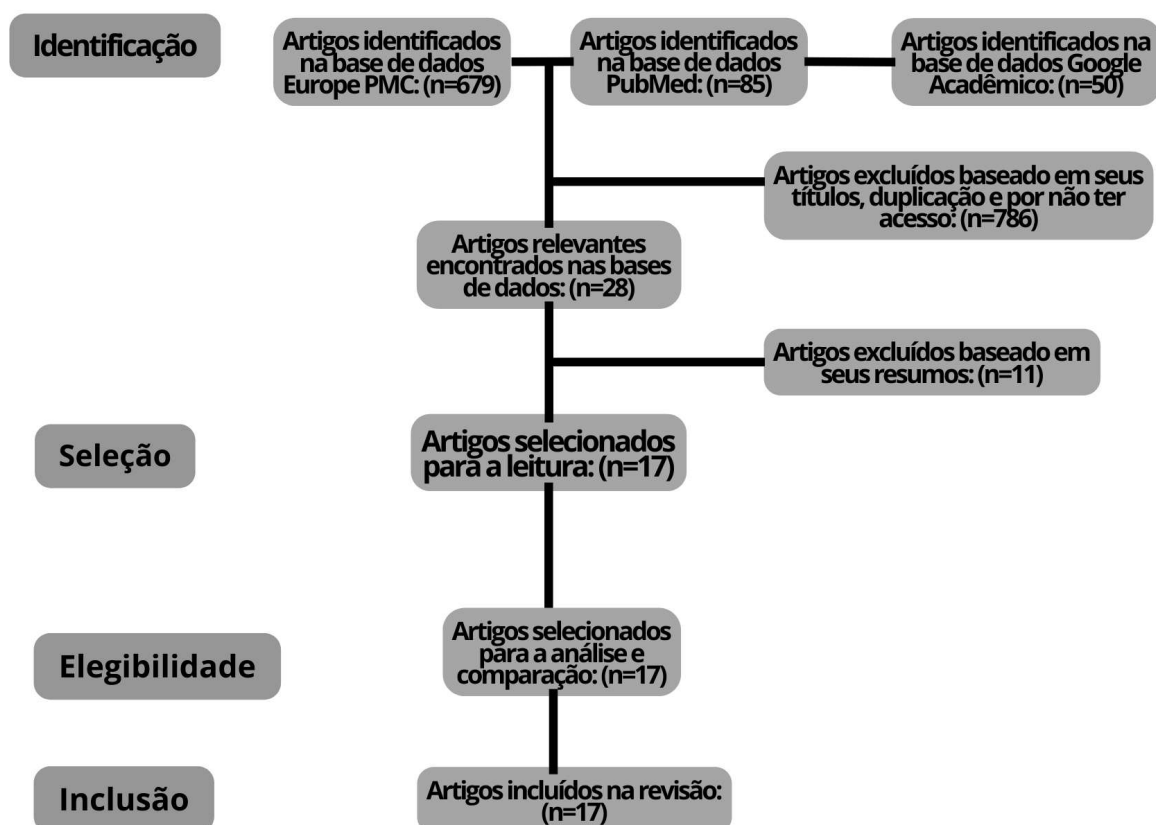 Identificação
Artigos identificados
na base de dados
Europe PMC: (n=679)
Artigos identificados
na base de dados
PubMed: (n=85)
Artigos identificados na
base de dados Google
Acadêmico: (n=50)
Artigos excluídos baseado em seus
títulos, duplicação e por não ter
acesso: (n=786)
Artigos relevantes
encontrados nas bases
de dados: (n=28)
Artigos excluídos baseado em
seus resumos: (n=11)
Seleção
Artigos selecionados
para a leitura: (n=17)
Elegibilidade
Artigos selecionados
para a análise e
comparação: (n=17)
Inclusão
Artigos incluídos na revisão:
(n=17)